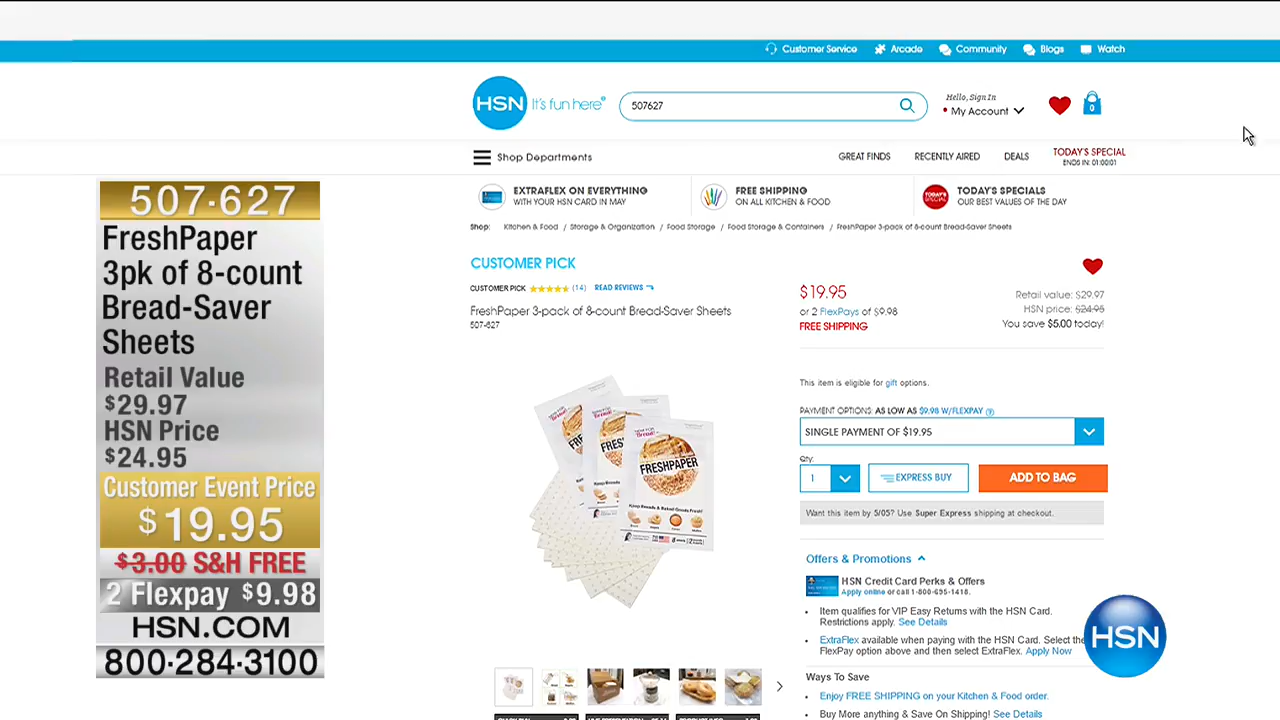 Customer Service Arcade Community Blogs Watch
HSN It's fun here®
507627
Hello, Sign In
My Account
0
Shop Departments
GREAT FINDS RECENTLY AIRED DEALS
TODAY'S SPECIAL
ENDS IN: 01:00:01
EXTRAFLEX ON EVERYTHING
WITH YOUR HSN CARD IN MAY
FREE SHIPPING
ON ALL KITCHEN & FOOD
TODAY'S SPECIALS
OUR BEST VALUES OF THE DAY
Shop: Kitchen & Food / Storage & Organization / Food Storage / Food Storage & Containers / FreshPaper 3-pack of 8-count Bread-Saver Sheets
507·627
FreshPaper
3pk of 8-count
Bread-Saver
Sheets
Retail Value
$29.97
HSN Price
$24.95
Customer Event Price
$19.95
$3.00 S&H FREE
2 Flexpay $9.98
HSN.COM
800·284·3100
CUSTOMER PICK
CUSTOMER PICK (14) READ REVIEWS
FreshPaper 3-pack of 8-count Bread-Saver Sheets
507-627
FRESHPAPER
Keep Breads & Baked Goods Fresh!
$19.95
or 2 FlexPays of $9.98
FREE SHIPPING
Retail value: $29.97
HSN price: $24.95
You save $5.00 today!
This item is eligible for gift options.
PAYMENT OPTIONS: AS LOW AS $9.98 W/FLEXPAY
SINGLE PAYMENT OF $19.95
Qty:
1 EXPRESS BUY ADD TO BAG
Want this item by 5/05? Use Super Express shipping at checkout.
Offers & Promotions
HSN Credit Card Perks & Offers
Apply online or call 1-800-695-1418.
• Item qualifies for VIP Easy Returns with the HSN Card.
Restrictions apply. See Details
• ExtraFlex available when paying with the HSN Card. Select the
FlexPay option above and then select ExtraFlex. Apply Now
Ways To Save
• Enjoy FREE SHIPPING on your Kitchen & Food order.
• Buy More anything & Save On Shipping! See Details
HSN